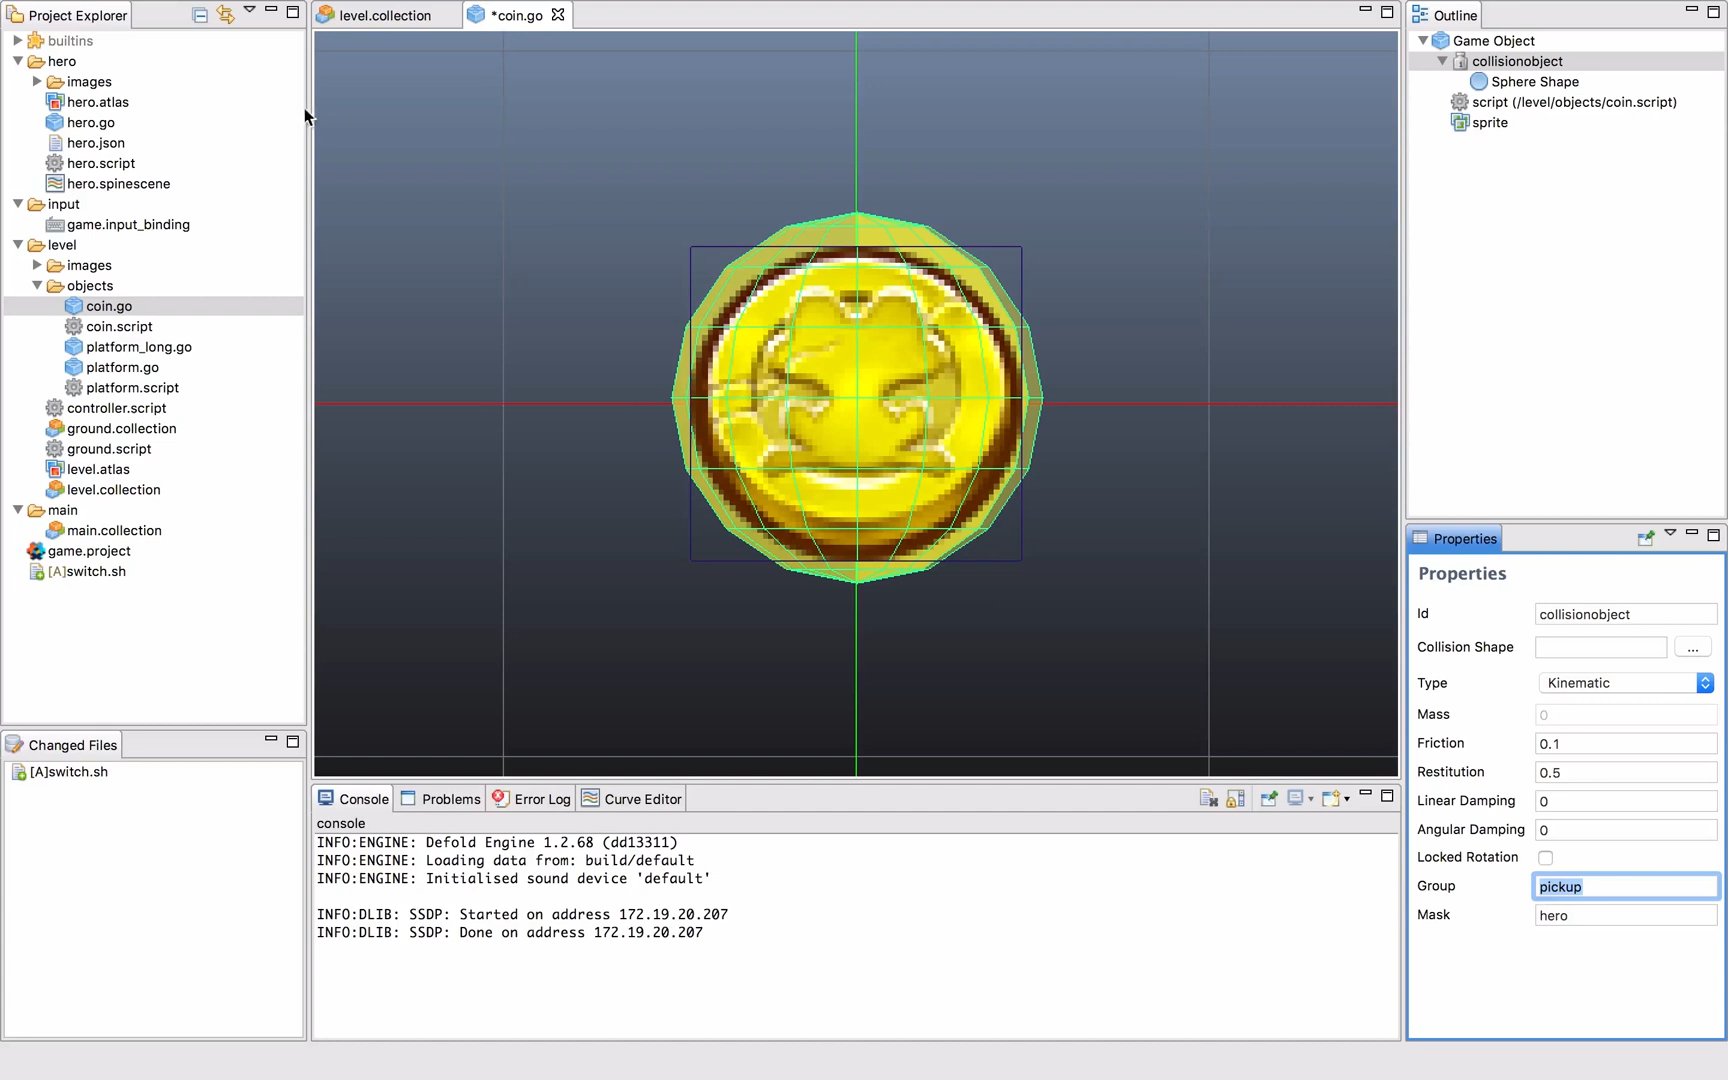 Project Explorer
builtins
hero
images
hero.atlas
hero.go
hero.json
hero.script
hero.spinescene
input
game.input_binding
level
images
objects
coin.go
coin.script
platform_long.go
platform.go
platform.script
controller.script
ground.collection
ground.script
level.atlas
level.collection
main
main.collection
game.project
[A]switch.sh
Changed Files
[A]switch.sh
level.collection
*coin.go
Console
Problems
Error Log
Curve Editor
console
INFO:ENGINE: Defold Engine 1.2.68 (dd13311)
INFO:ENGINE: Loading data from: build/default
INFO:ENGINE: Initialised sound device 'default'
INFO:DLIB: SSDP: Started on address 172.19.20.207
INFO:DLIB: SSDP: Done on address 172.19.20.207
Outline
Game Object
collisionobject
Sphere Shape
script (/level/objects/coin.script)
sprite
Properties
Properties
Id collisionobject
Collision Shape ...
Type Kinematic
Mass 0
Friction 0.1
Restitution 0.5
Linear Damping 0
Angular Damping 0
Locked Rotation
Group pickup
Mask hero